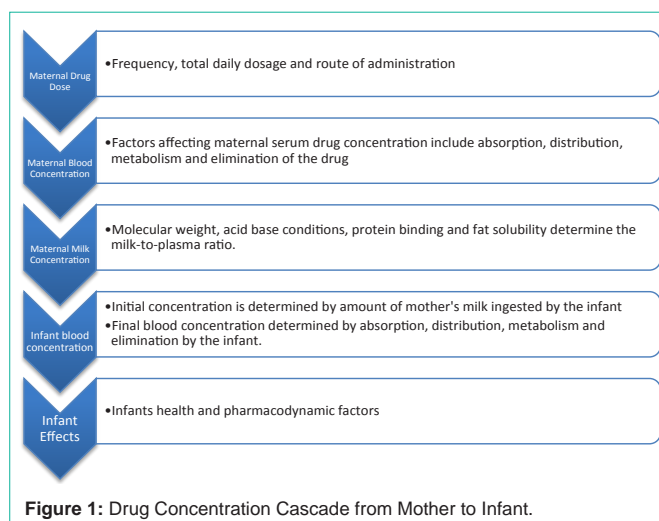 Maternal Drug
Dose
•Frequency, total daily dosage and route of administration
Maternal Blood
Concentration
•Factors affecting maternal serum drug concentration include absorption, distribution,
metabolism and elimination of the drug
Maternal Milk
Concentration
•Molecular weight, acid base conditions, protein binding and fat solubility determine the
milk-to-plasma ratio.
Infant blood
concentration
•Initial concentration is determined by amount of mother's milk ingested by the infant
•Final blood concentration determined by absorption, distribution, metabolism and
elimination by the infant.
Infant
Effects
•Infants health and pharmacodynamic factors
Figure 1: Drug Concentration Cascade from Mother to Infant.